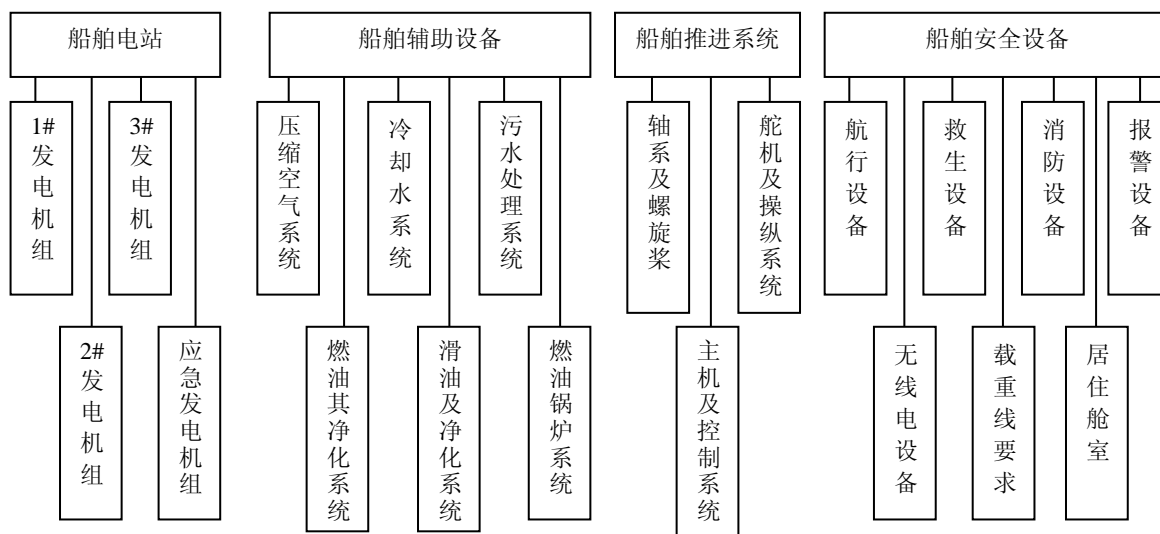 船舶电站
船舶辅助设备
船舶推进系统
船舶安全设备
1#发电机组
3#发电机组
压缩空气系统
冷却水系统
污水处理系统
轴系及螺旋桨
舵机及操纵系统
航行设备
救生设备
消防设备
报警设备
2#发电机组
应急发电机组
燃油其净化系统
滑油及净化系统
燃油锅炉系统
主机及控制系统
无线电设备
载重线要求
居住舱室